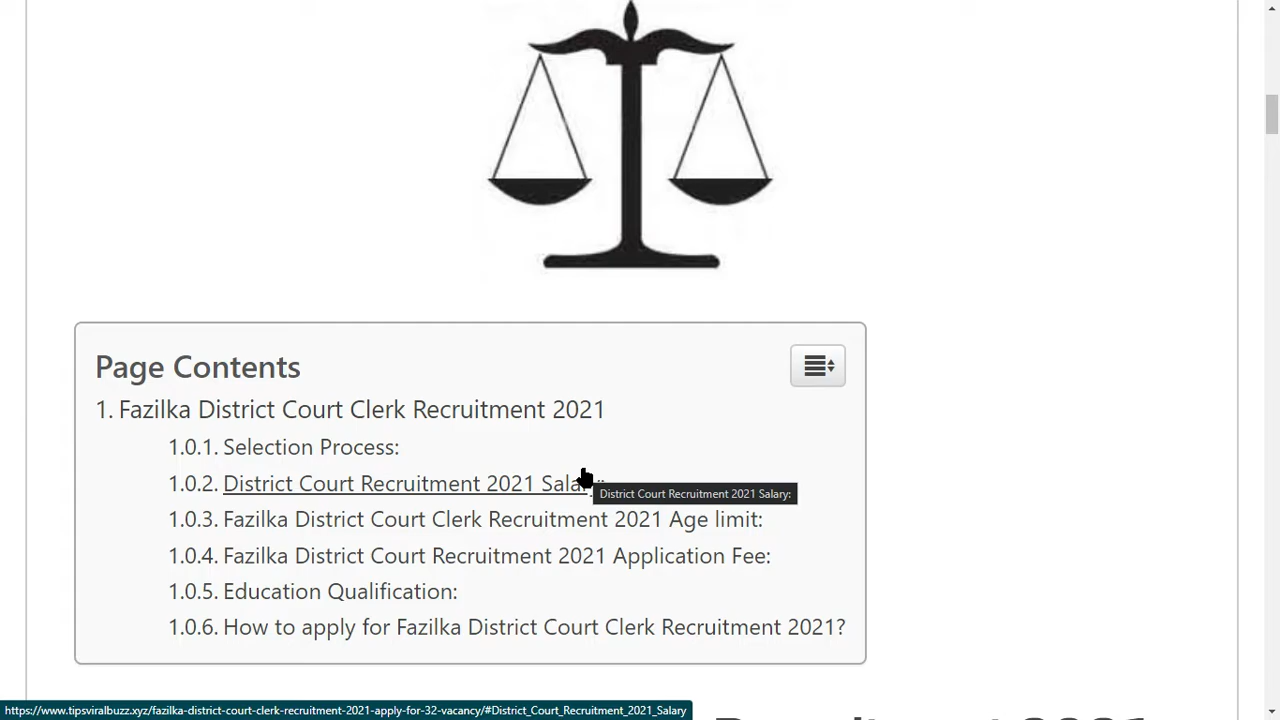 Page Contents
1. Fazilka District Court Clerk Recruitment 2021
1.0.1. Selection Process:
1.0.2. District Court Recruitment 2021 Salary:
District Court Recruitment 2021 Salary:
1.0.3. Fazilka District Court Clerk Recruitment 2021 Age limit:
1.0.4. Fazilka District Court Recruitment 2021 Application Fee:
1.0.5. Education Qualification:
1.0.6. How to apply for Fazilka District Court Clerk Recruitment 2021?
https://www.tipsviralbuzz.xyz/fazilka-district-court-clerk-recruitment-2021-apply-for-32-vacancy/#District_Court_Recruitment_2021_Salary
Recruitment 2021